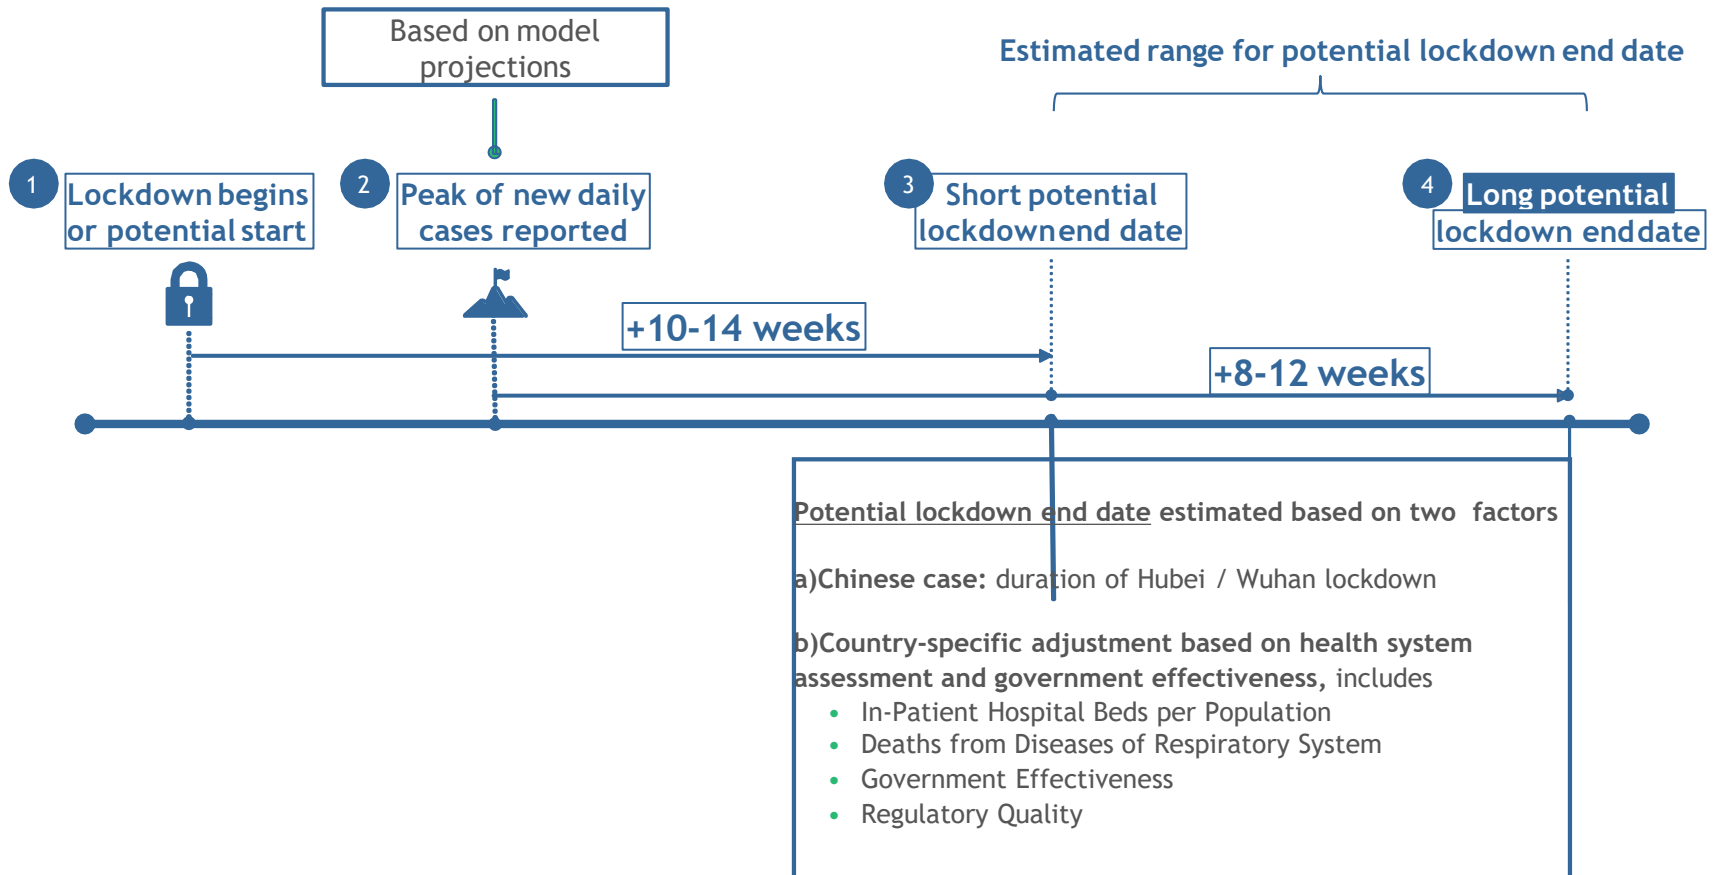 Based on model
projections
Estimated range for potential lockdown end date
1
Lockdown begins
or potential start
2
Peak of new daily
cases reported
3
Short potential
lockdownend date
4
Long potential
lockdown enddate
+10-14 weeks
+8-12 weeks
Potential lockdown end date estimated based on two factors
a)Chinese case: duration of Hubei / Wuhan lockdown
b)Country-specific adjustment based on health system
assessment and government effectiveness, includes
• In-Patient Hospital Beds per Population
• Deaths from Diseases of Respiratory System
• Government Effectiveness
• Regulatory Quality